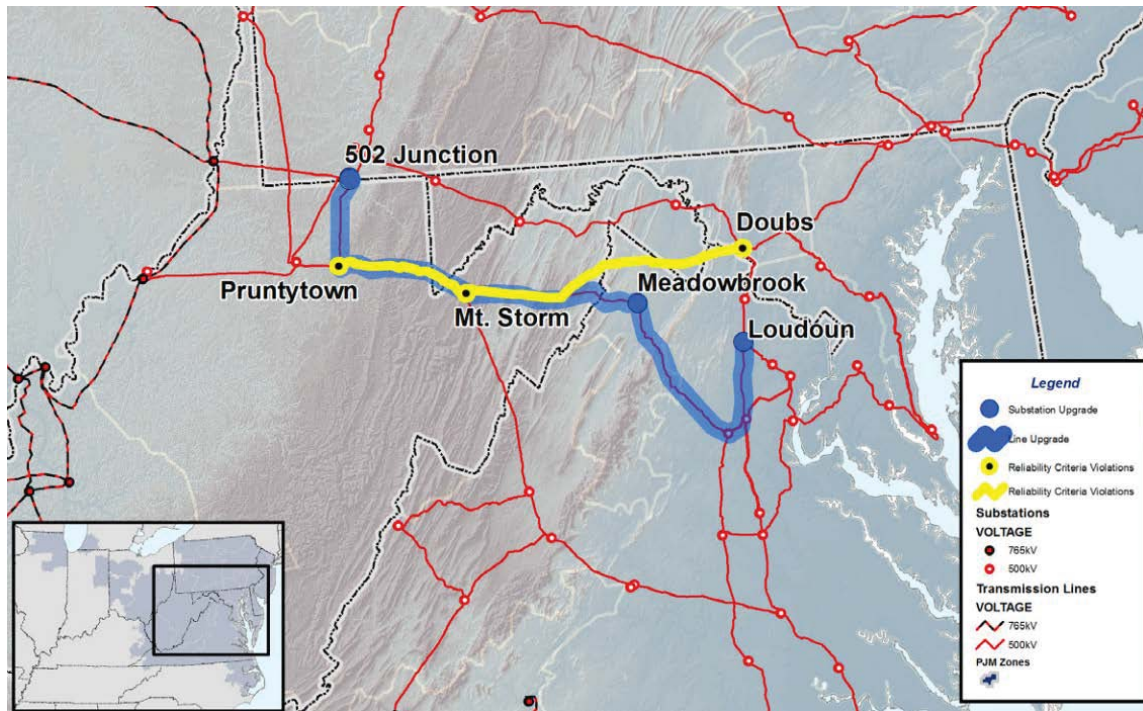 502 Junction
Doubs
Pruntytown
Meadowbrook
Mt. Storm
Loudoun
Legend
Substation Upgrade
Line Upgrade
Reliability Criteria Violations
Reliability Criteria Violations
Substations
VOLTAGE
765kV
500kV
Transmission Lines
VOLTAGE
765kV
500kV
PJM Zones